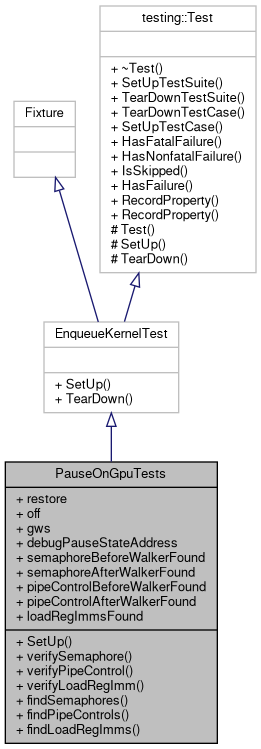 testing::Test
+ ~Test()
+ SetUpTestSuite()
+ TearDownTestSuite()
+ TearDownTestCase()
+ SetUpTestCase()
+ HasFatalFailure()
+ HasNonfatalFailure()
+ IsSkipped()
+ HasFailure()
+ RecordProperty()
+ RecordProperty()
# Test()
# SetUp()
# TearDown()
Fixture
EnqueueKernelTest
+ SetUp()
+ TearDown()
PauseOnGpuTests
+ restore
+ off
+ gws
+ debugPauseStateAddress
+ semaphoreBeforeWalkerFound
+ semaphoreAfterWalkerFound
+ pipeControlBeforeWalkerFound
+ pipeControlAfterWalkerFound
+ loadRegImmsFound
+ SetUp()
+ verifySemaphore()
+ verifyPipeControl()
+ verifyLoadRegImm()
+ findSemaphores()
+ findPipeControls()
+ findLoadRegImms()